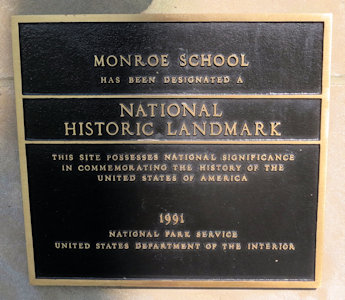 MONROE SCHOOL
HAS BEEN DESIGNATED A
NATIONAL
HISTORIC LANDMARK
THIS SITE POSSESSES NATIONAL SIGNIFICANCE
IN COMMEMORATING THE HISTORY OF THE
UNITED STATES OF AMERICA
1991
NATIONAL PARK SERVICE
UNITED STATES DEPARTMENT OF THE INTERIOR